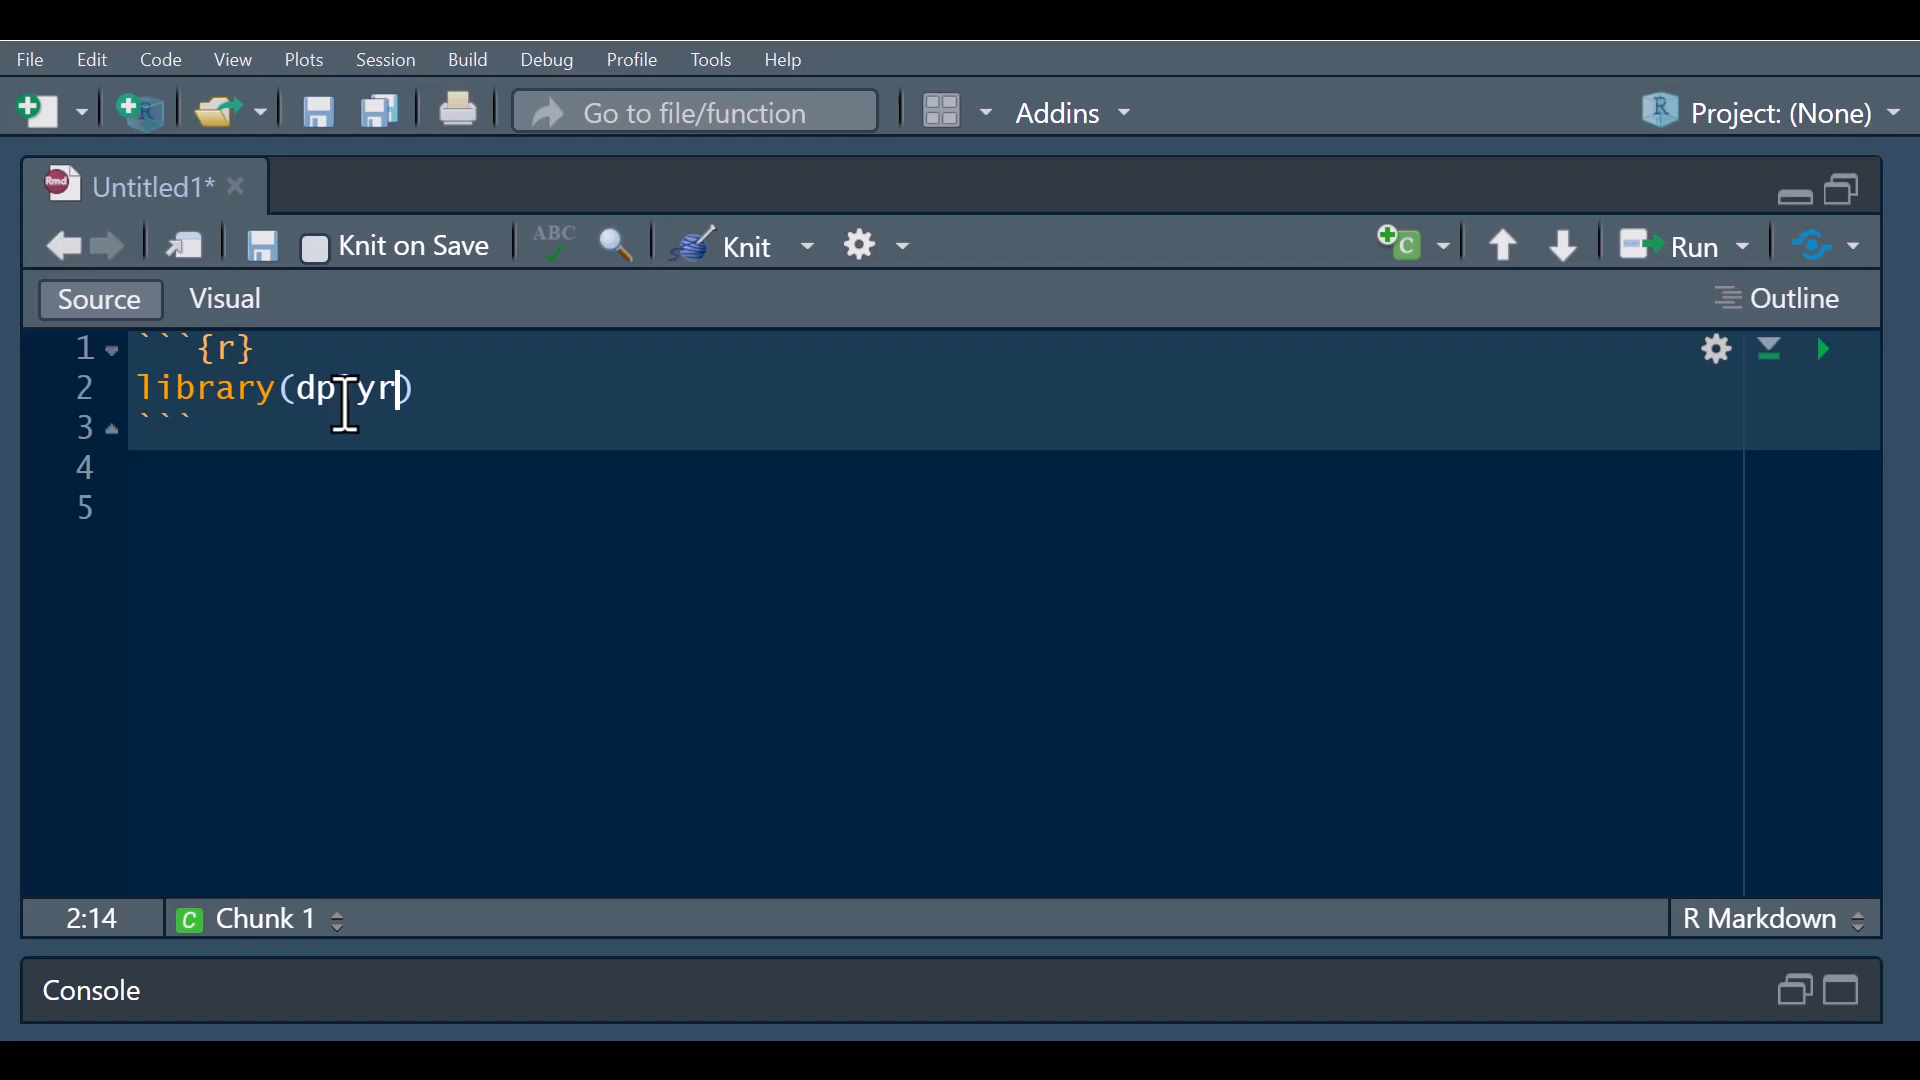 File Edit Code View Plots Session Build Debug Profile Tools Help
Go to file/function Addins Project: (None)
Untitled1*
Knit on Save ABC Knit Run
Source Visual Outline
1 ```{r}
2 library(dplyr)
3 ```
4
5
2:14 C Chunk 1 R Markdown
Console